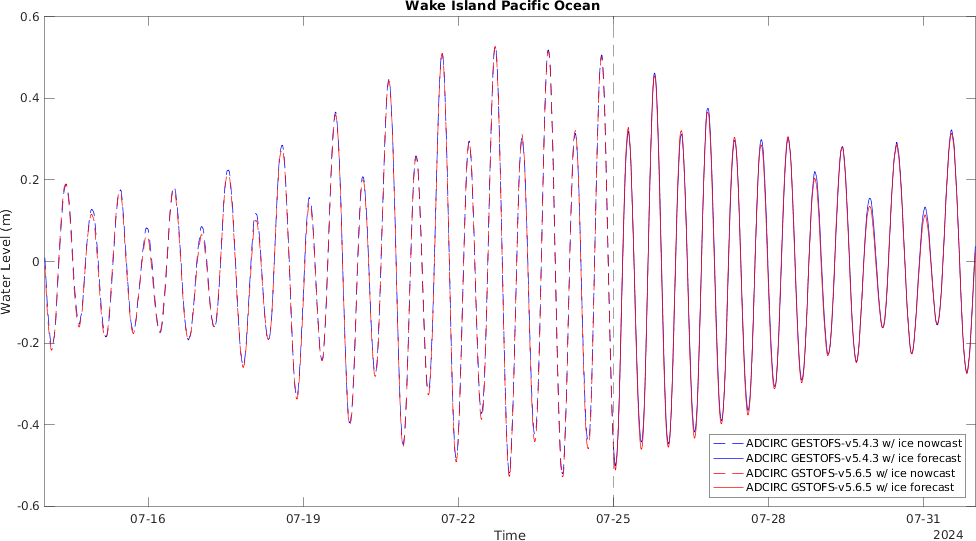 Wake Island Pacific Ocean
0.6
0.4
0.2
0
-0.2
-0.4
-0.6
Water Level (m)
ADCIRC GESTOFS-v5.4.3 w/ ice nowcast
ADCIRC GESTOFS-v5.4.3 w/ ice forecast
ADCIRC GSTOFS-v5.6.5 w/ ice nowcast
ADCIRC GSTOFS-v5.6.5 w/ ice forecast
07-16 07-19 07-22 07-25 07-28 07-31
Time 2024